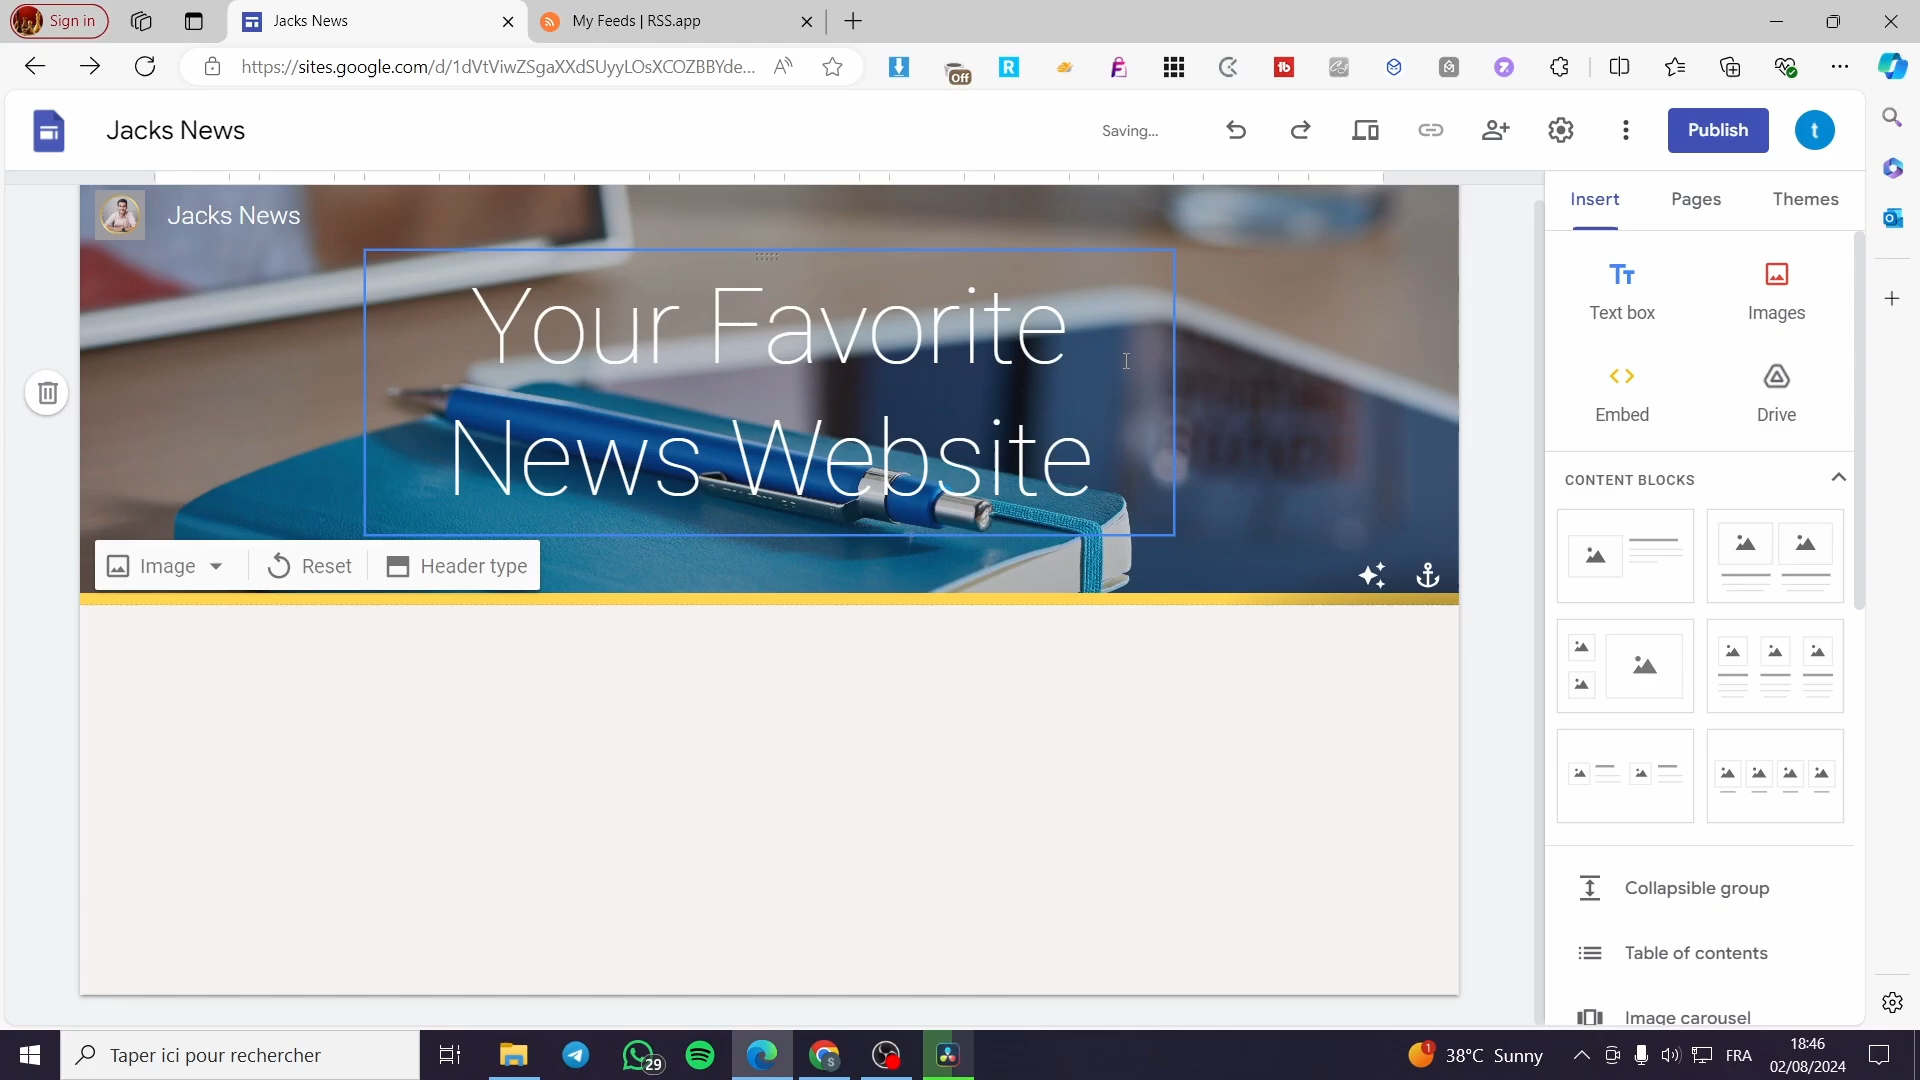 Sign in
Jacks News
My Feeds | RSS.app
https://sites.google.com/d/1dVtViwZSgaXXdSUyyLOsXCOZBBYde...
Off
Jacks News
Saving...
Publish
t
Jacks News
Your Favorite
News Website
Image
Reset
Header type
Insert
Pages
Themes
Text box
Images
Embed
Drive
CONTENT BLOCKS
Collapsible group
Table of contents
Image carousel
Taper ici pour rechercher
29
1
38°C Sunny
FRA
18:46
02/08/2024